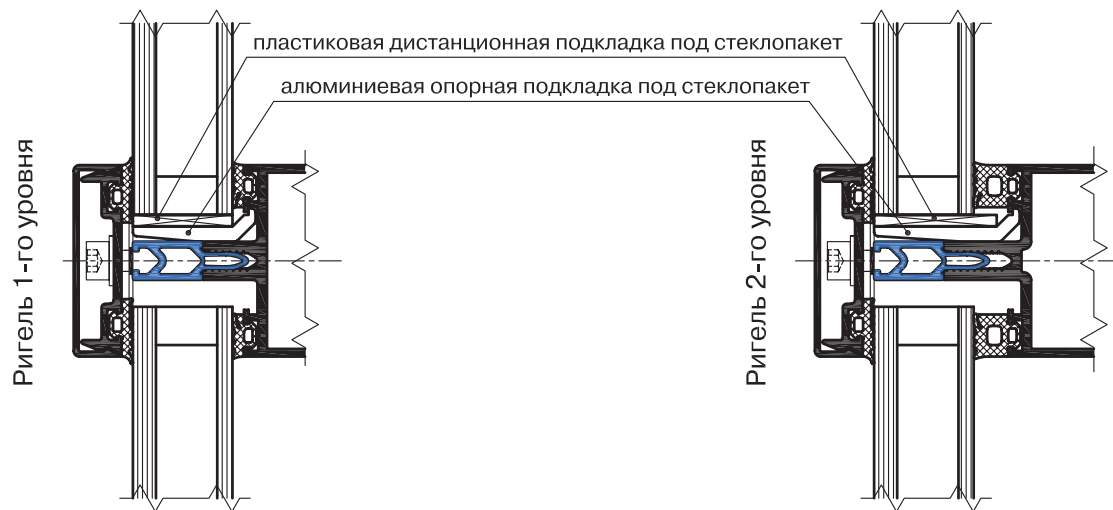 пластиковая дистанционная подкладка под стеклопакет
алюминиевая опорная подкладка под стеклопакет
Ригель 1-го уровня
Ригель 2-го уровня